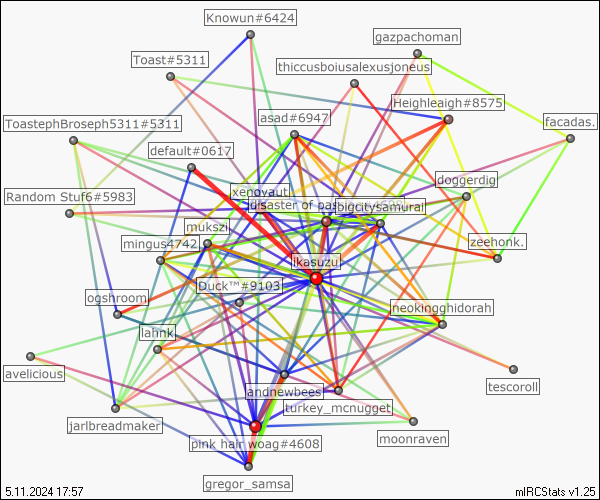 Knowun#6424
gazpachoman
Toast#5311
thiccusboiusalexusjoneus
Heighleaigh#8575
asad#6947
ToastephBroseph5311#5311
facadas.
default#0617
doggerdig
xenovaut
Random Stuf6#5983
disaster of pas
bigcitysamurai
mukszi
mingus4742
zeehonk.
ikasuzu
Duck™#9103
ogshroom
neokingghidorah
lahnk
avelicious
tescoroll
andnewbees
turkey_mcnugget
jarlbreadmaker
moonraven
pink hair woag#4608
gregor_samsa
5.11.2024 17:57
mIRCStats v1.25